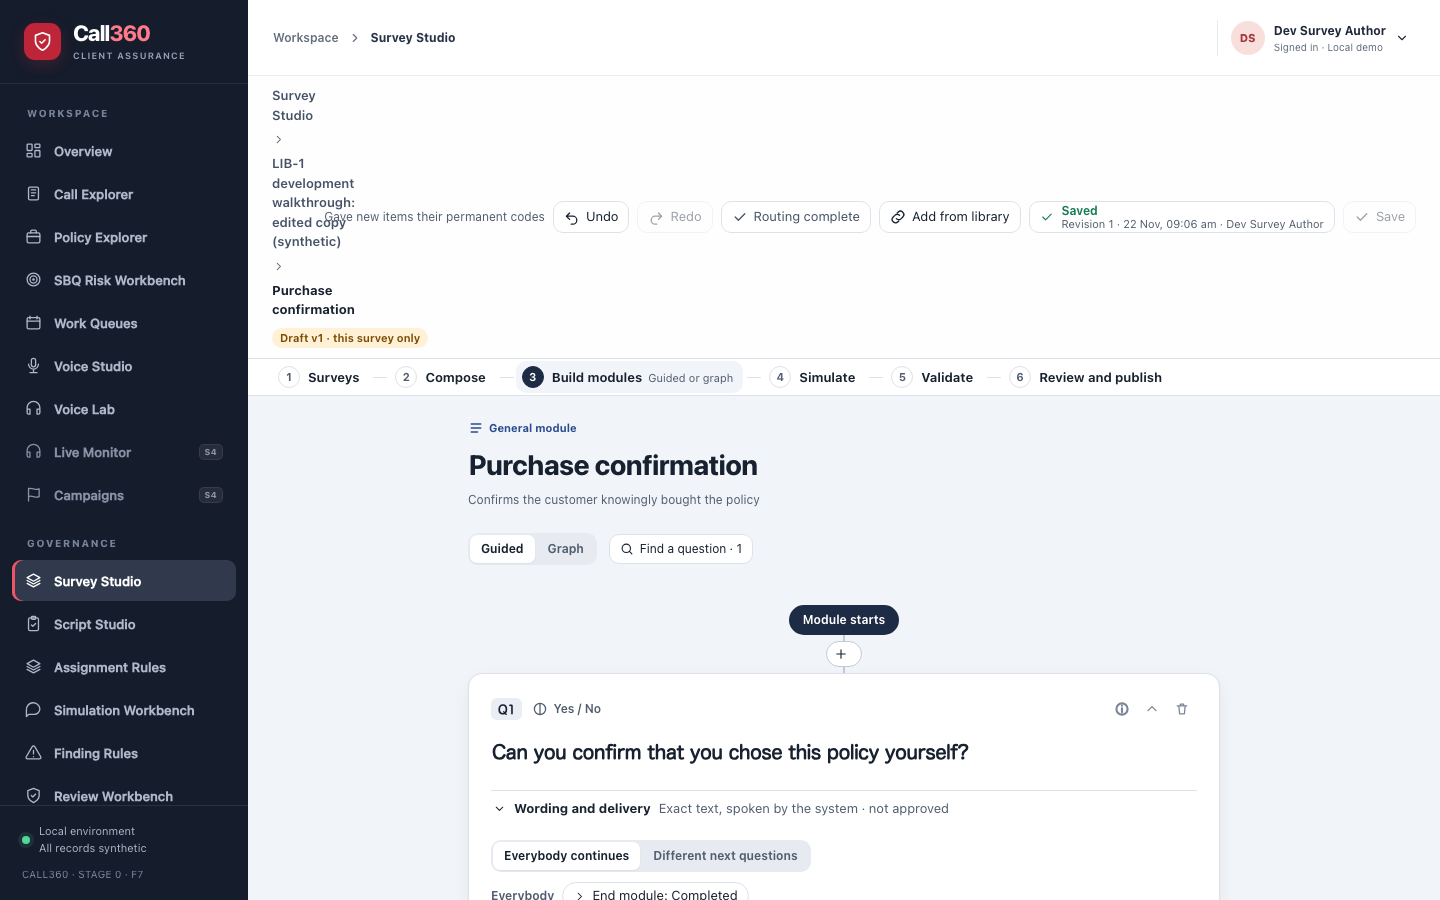 Call360
CLIENT ASSURANCE
WORKSPACE
Overview
Call Explorer
Policy Explorer
SBQ Risk Workbench
Work Queues
Voice Studio
Voice Lab
Live Monitor S4
Campaigns S4
GOVERNANCE
Survey Studio
Script Studio
Assignment Rules
Simulation Workbench
Finding Rules
Review Workbench
Local environment
All records synthetic
CALL360 · STAGE 0 · F7
Workspace > Survey Studio
DS
Dev Survey Author
Signed in · Local demo
Survey
Studio
>
LIB-1
development
walkthrough:
edited copy
(synthetic)
>
Purchase
confirmation
Draft v1 · this survey only
Gave new items their permanent codes
Undo
Redo
Routing complete
Add from library
Saved
Revision 1 · 22 Nov, 09:06 am · Dev Survey Author
Save
1 Surveys
2 Compose
3 Build modules Guided or graph
4 Simulate
5 Validate
6 Review and publish
General module
Purchase confirmation
Confirms the customer knowingly bought the policy
Guided Graph
Find a question · 1
Module starts
+
Q1 Yes / No
Can you confirm that you chose this policy yourself?
Wording and delivery Exact text, spoken by the system · not approved
Everybody continues Different next questions
Everybody > End module: Completed